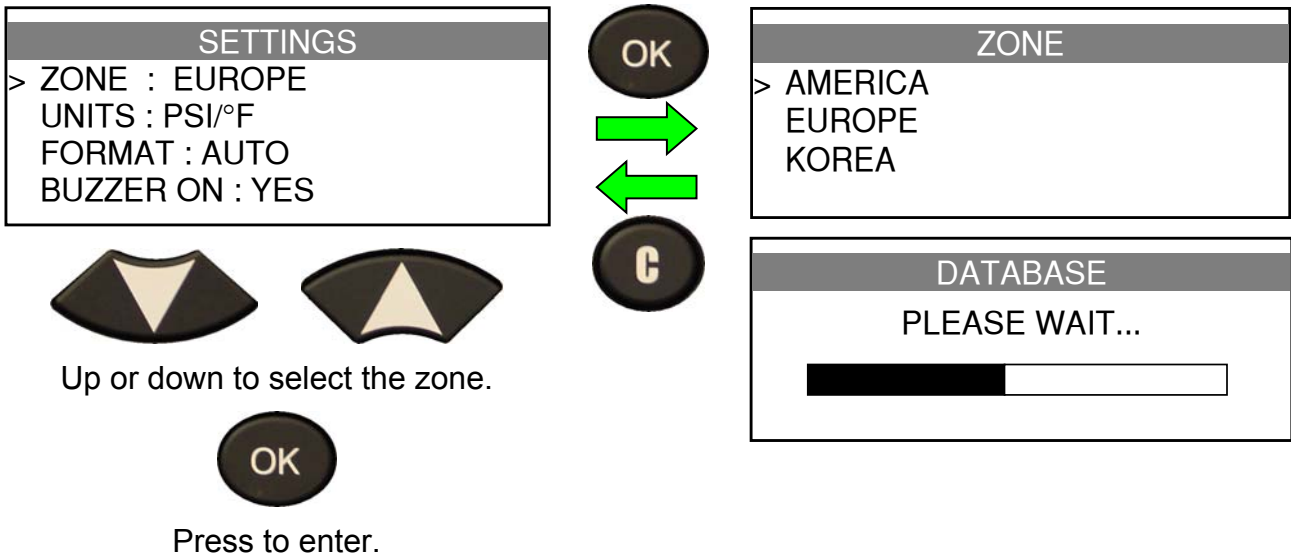 SETTINGS
> ZONE : EUROPE
UNITS : PSI/°F
FORMAT : AUTO
BUZZER ON : YES
OK
C
ZONE
> AMERICA
EUROPE
KOREA
DATABASE
PLEASE WAIT...
Up or down to select the zone.
OK
Press to enter.